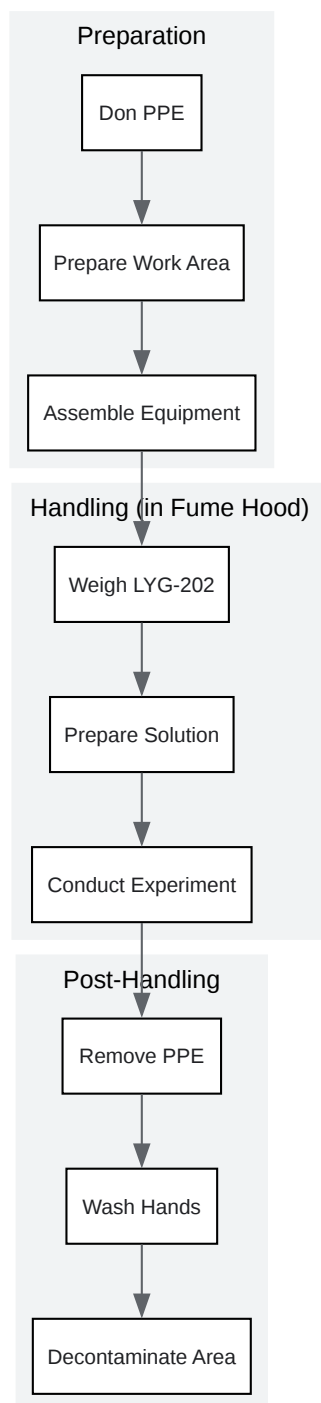 Preparation
Don PPE
Prepare Work Area
Assemble Equipment
Handling (in Fume Hood)
Weigh LYG-202
Prepare Solution
Conduct Experiment
Post-Handling
Remove PPE
Wash Hands
Decontaminate Area